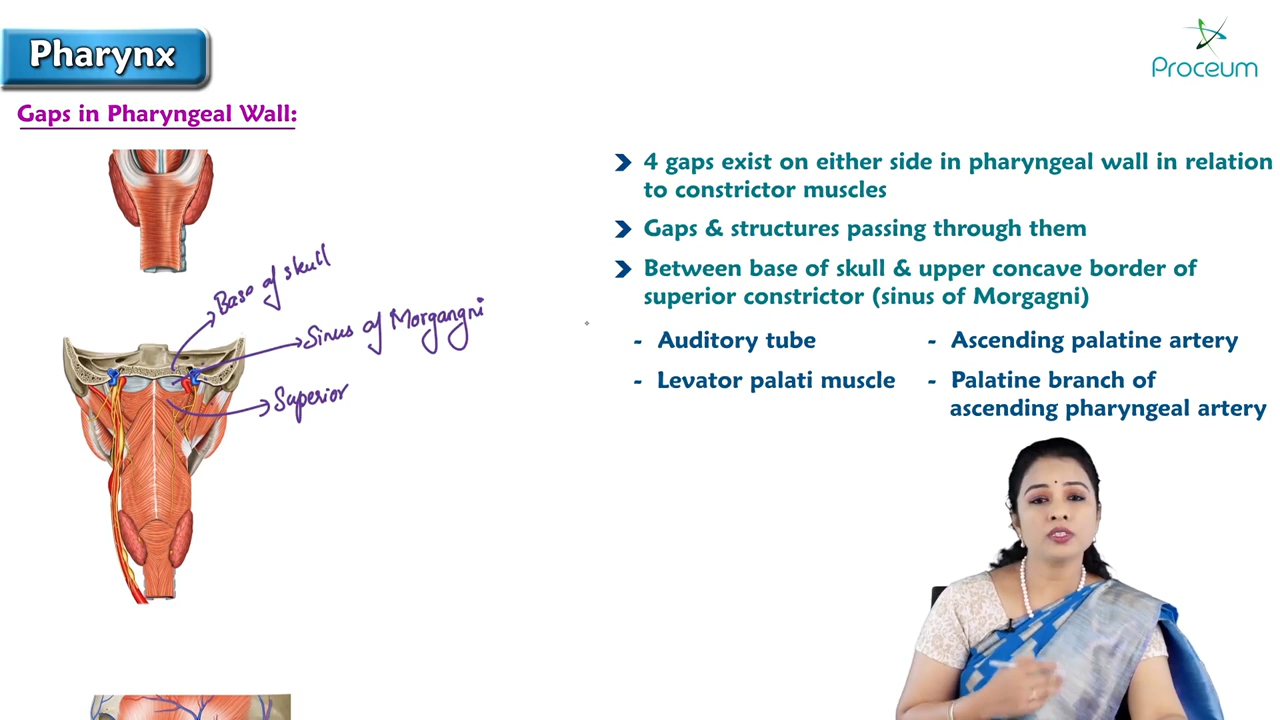 Pharynx
Proceum
Gaps in Pharyngeal Wall:
4 gaps exist on either side in pharyngeal wall in relation
to constrictor muscles
Gaps & structures passing through them
Between base of skull & upper concave border of
superior constrictor (sinus of Morgagni)
- Auditory tube
- Levator palati muscle
- Ascending palatine artery
- Palatine branch of
ascending pharyngeal artery
Base of skull
Sinus of Morgangni
Superior